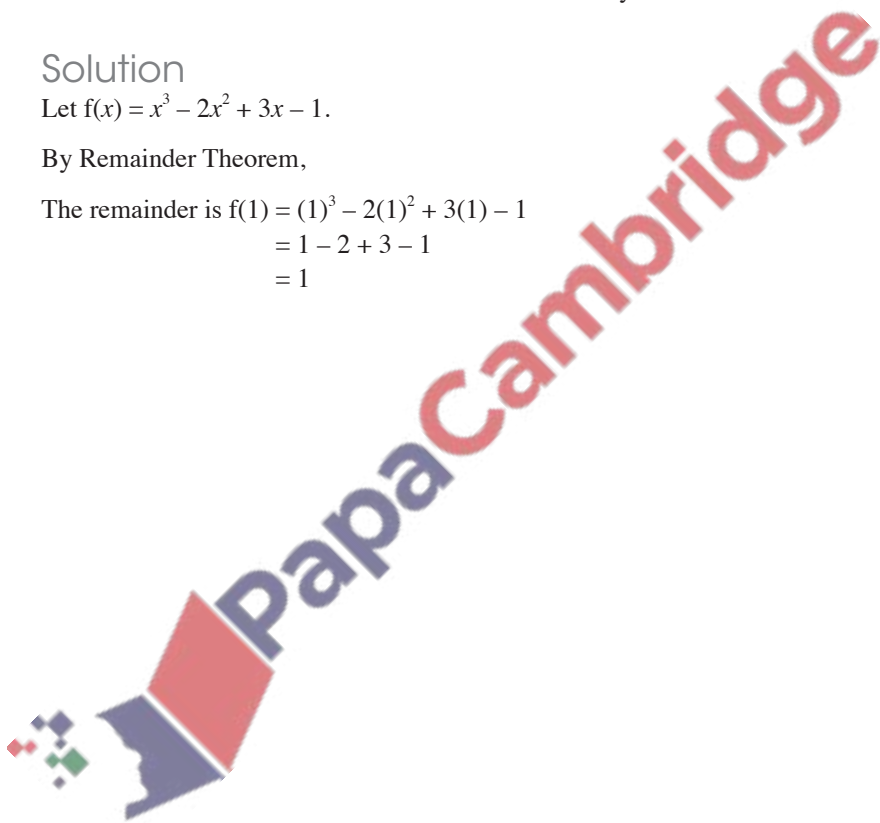 Solution
Let f(x) = x³ – 2x² + 3x – 1.
By Remainder Theorem,
The remainder is f(1) = (1)³ – 2(1)² + 3(1) – 1
= 1 – 2 + 3 – 1
= 1
PapaCambridge